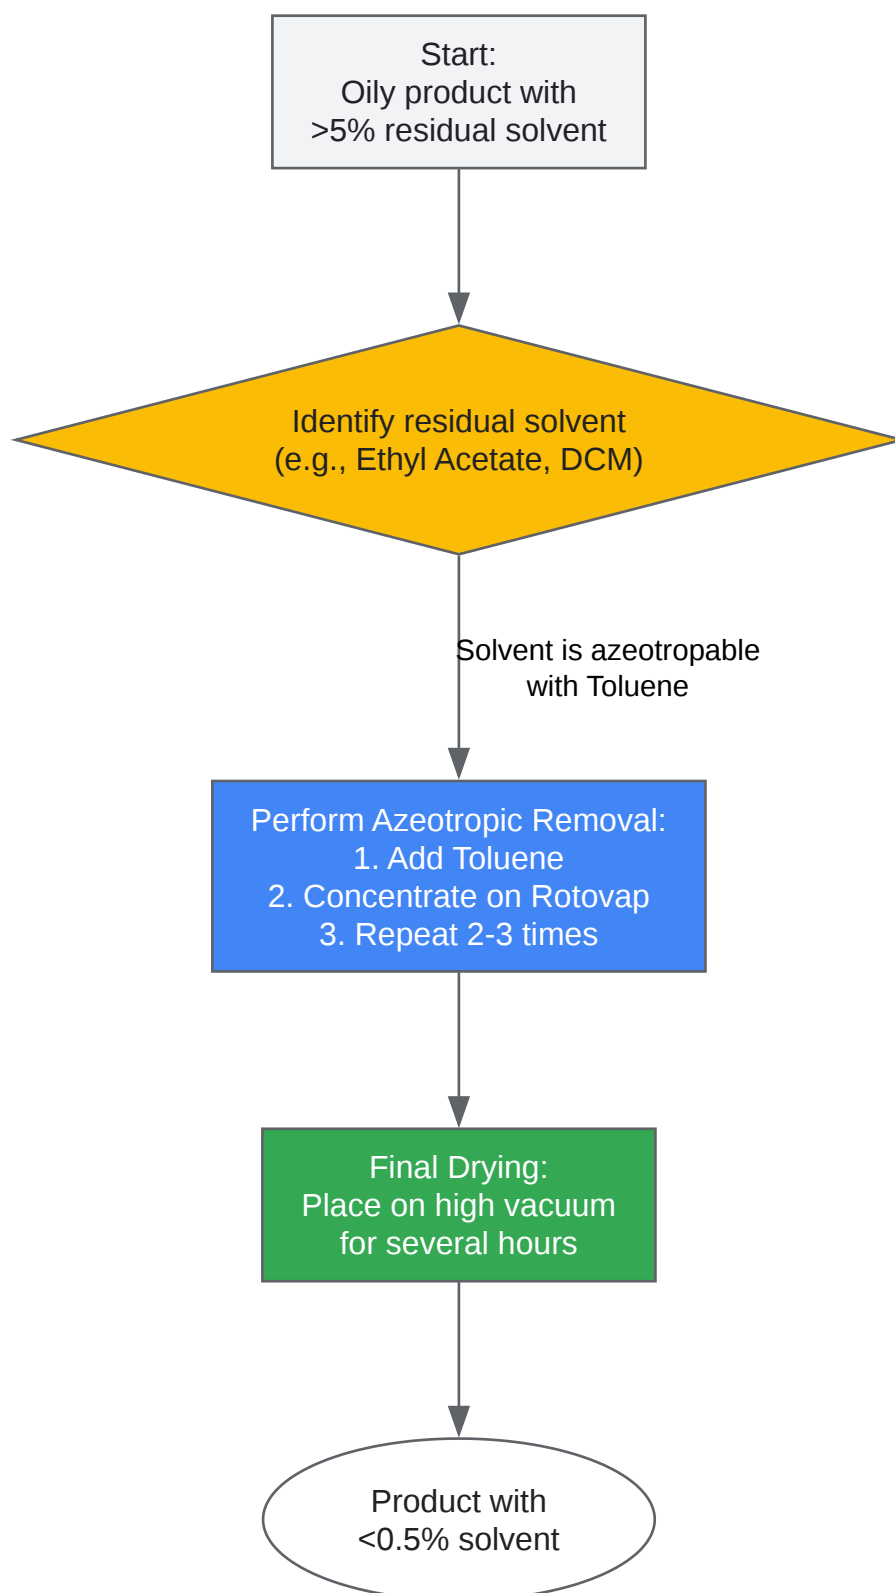 Start:
Oily product with
>5% residual solvent
Identify residual solvent
(e.g., Ethyl Acetate, DCM)
Solvent is azeotropable
with Toluene
Perform Azeotropic Removal:
1. Add Toluene
2. Concentrate on Rotovap
3. Repeat 2-3 times
Final Drying:
Place on high vacuum
for several hours
Product with
<0.5% solvent